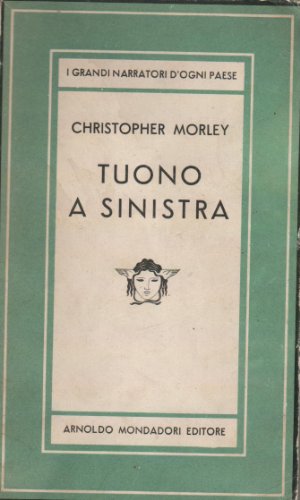 I GRANDI NARRATORI D'OGNI PAESE
CHRISTOPHER MORLEY
TUONO
A SINISTRA
ARNOLDO MONDADORI EDITORE